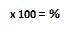 x 100 = %